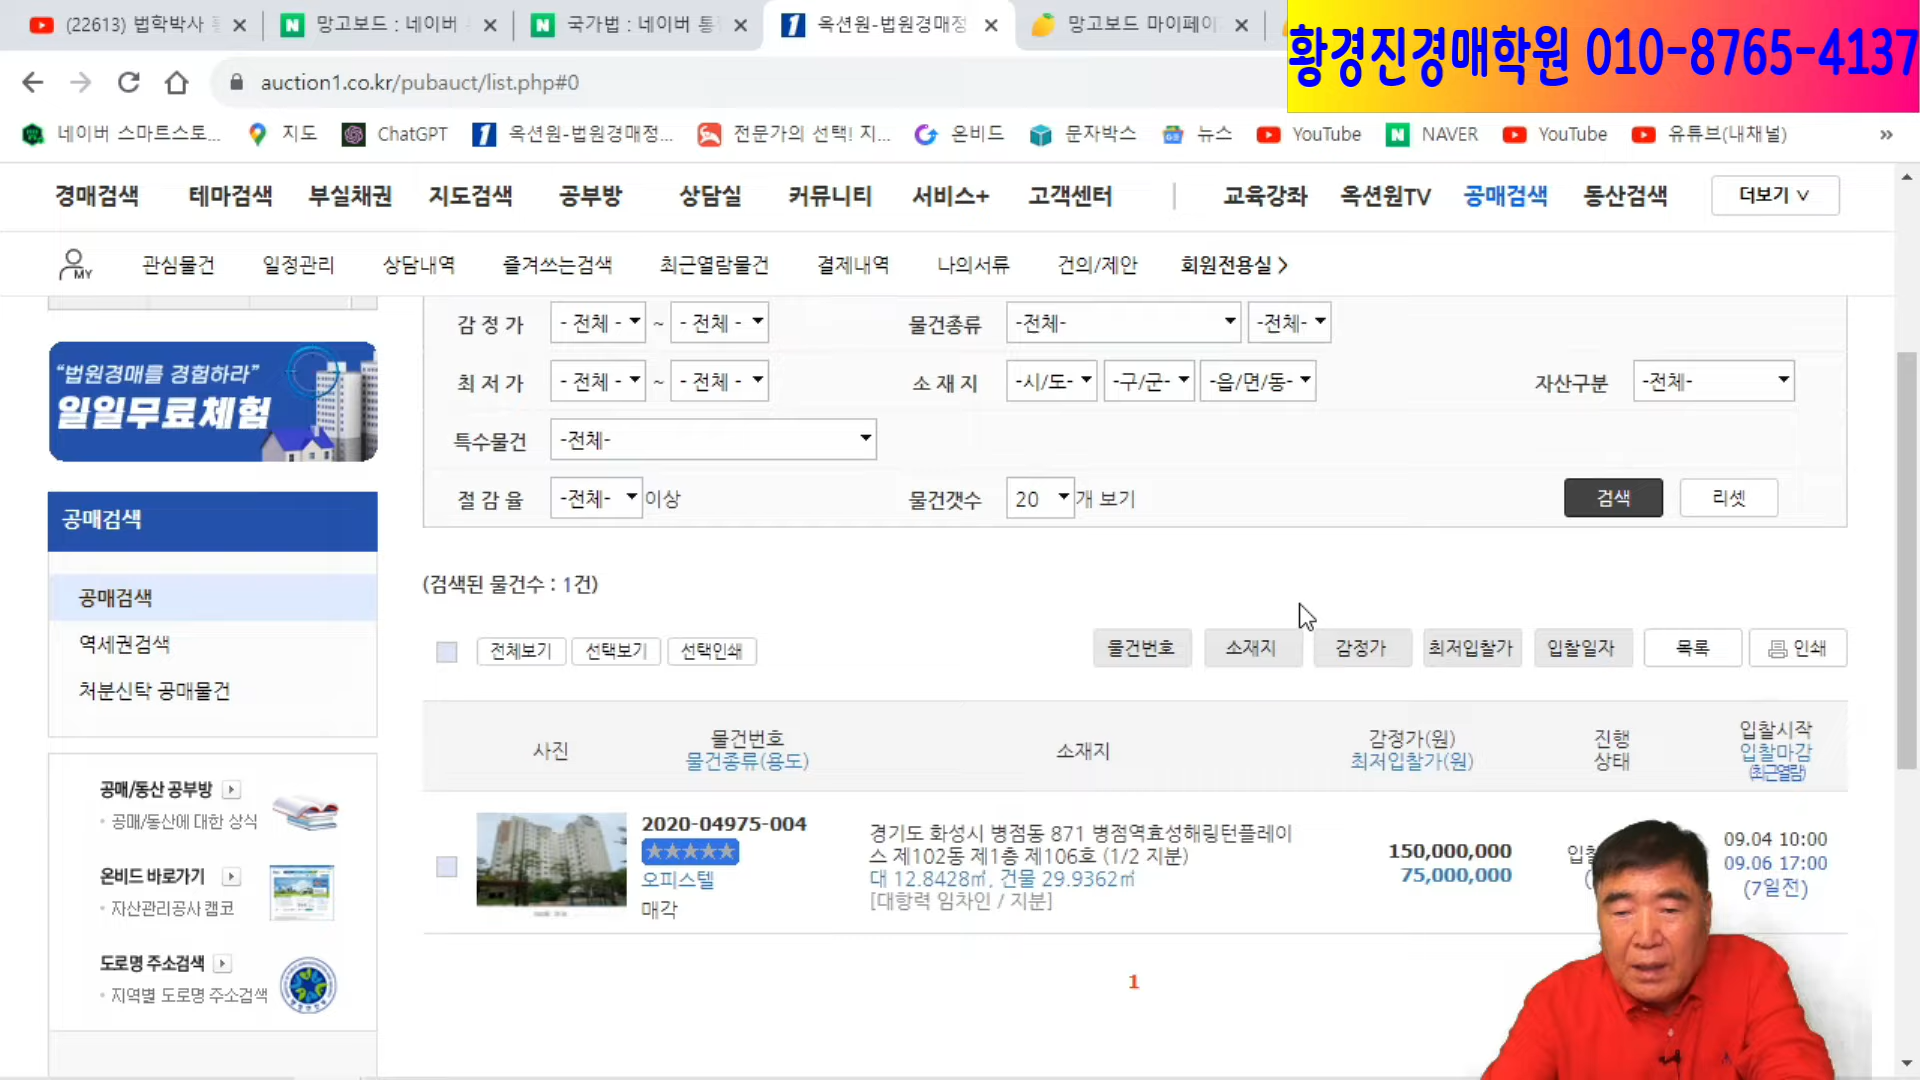 (22613) 법학박사
망고보드 : 네이버
국가법 : 네이버 통
옥션원-법원경매정
망고보드 마이페이지
황경진경매학원 010-8765-4137
auction1.co.kr/pubauct/list.php#0
네이버 스마트스토... 지도 ChatGPT 옥션원-법원경매정... 전문가의 선택! 지... 온비드 문자박스 뉴스 YouTube NAVER YouTube 유튜브(내채널) »
경매검색 테마검색 부실채권 지도검색 공부방 상담실 커뮤니티 서비스+ 고객센터 | 교육강좌 옥션원TV 공매검색 동산검색 더보기 ∨
MY 관심물건 일정관리 상담내역 즐겨쓰는검색 최근열람물건 결제내역 나의서류 건의/제안 회원전용실 >
감 정 가 - 전체 - ~ - 전체 - 물건종류 -전체- -전체-
최 저 가 - 전체 - ~ - 전체 - 소 재 지 -시/도- -구/군- -읍/면/동- 자산구분 -전체-
특수물건 -전체-
절 감 율 -전체- 이상 물건갯수 20 개 보기 검색 리셋
"법원경매를 경험하라"
일일무료체험
공매검색
공매검색
역세권검색
처분신탁 공매물건
공매/동산 공부방
• 공매/동산에 대한 상식
온비드 바로가기
• 자산관리공사 캠코
도로명 주소검색
• 지역별 도로명 주소검색
(검색된 물건수 : 1건)
전체보기 선택보기 선택인쇄 물건번호 소재지 감정가 최저입찰가 입찰일자 목록 인쇄
사진
물건번호
물건종류(용도)
소재지
감정가(원)
최저입찰가(원)
진행
상태
입찰시작
입찰마감
(최근열람)
2020-04975-004
★★★★★
오피스텔
매각
경기도 화성시 병점동 871 병점역효성해링턴플레이
스 제102동 제1층 제106호 (1/2 지분)
대 12.8428㎡, 건물 29.9362㎡
[대항력 임차인 / 지분]
150,000,000
75,000,000
09.04 10:00
09.06 17:00
(7일전)
1